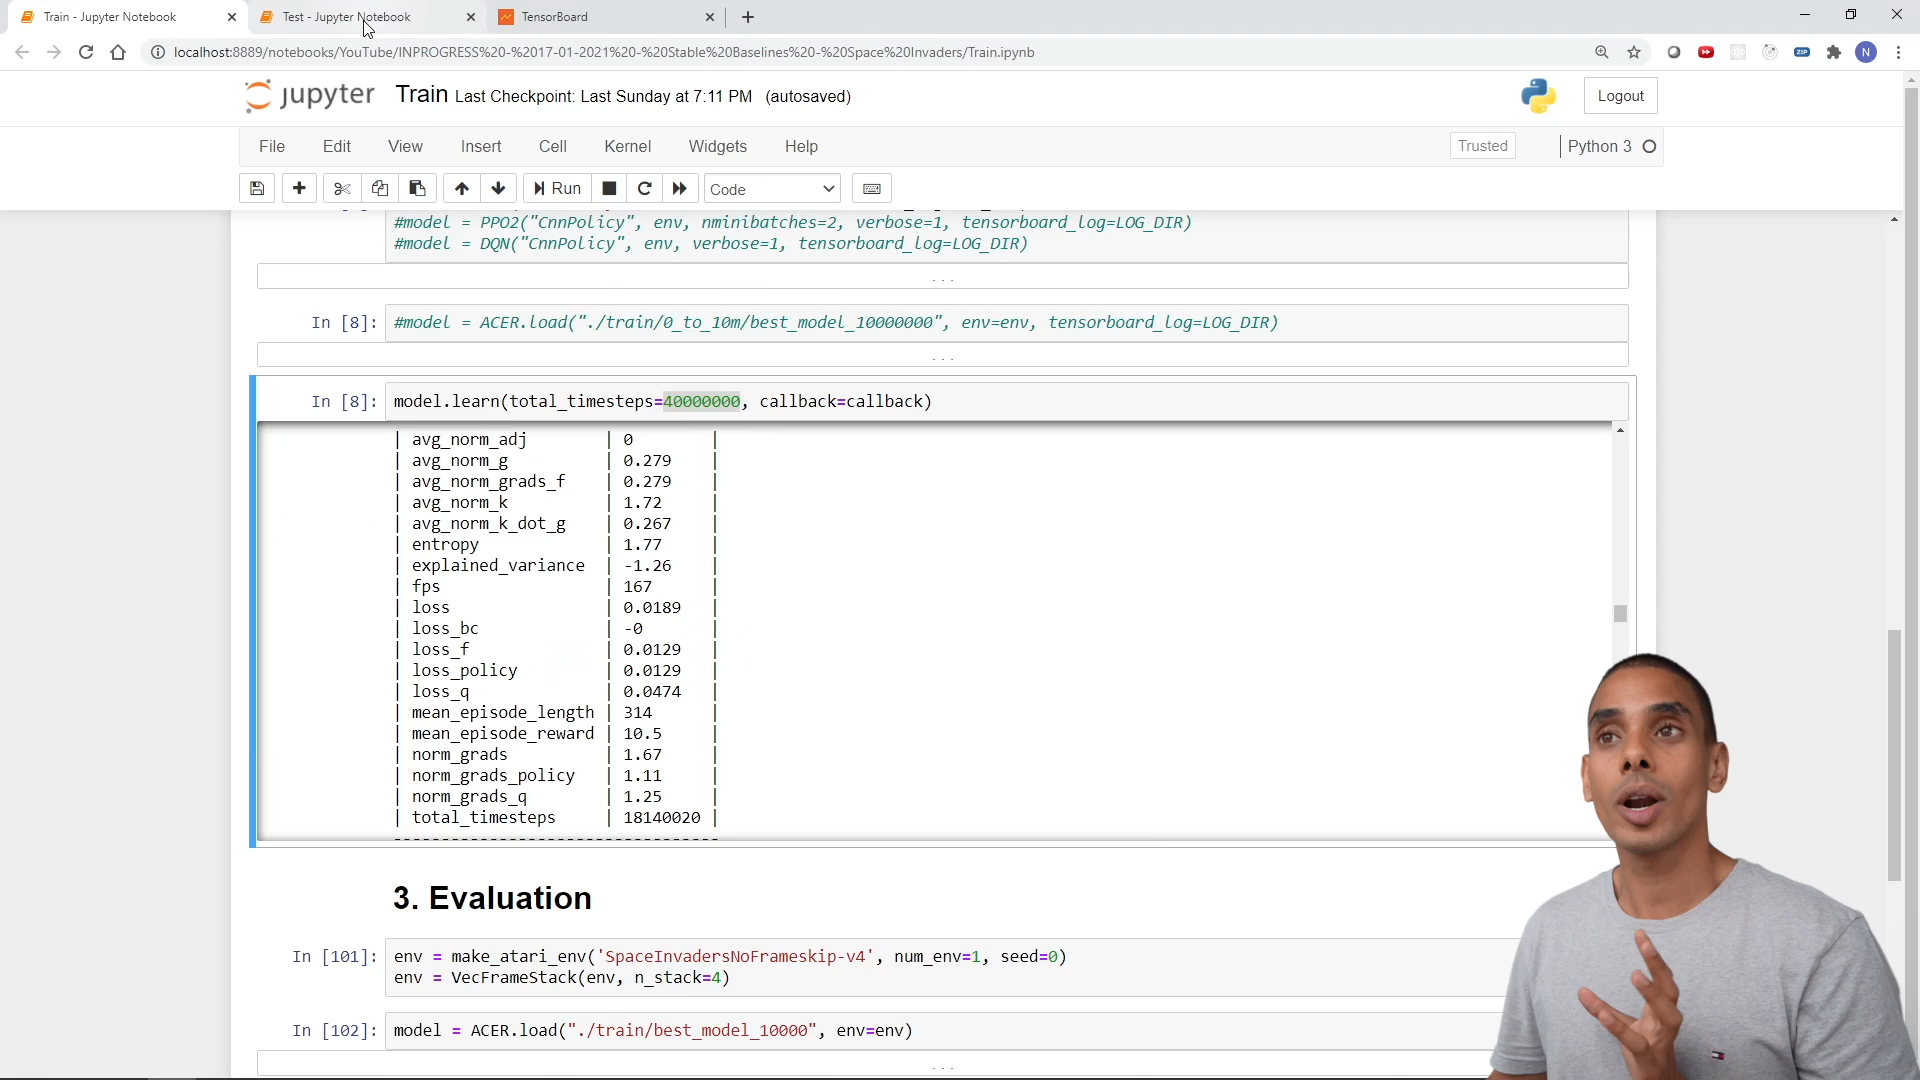 Train - Jupyter Notebook
Test - Jupyter Notebook
TensorBoard
localhost:8889/notebooks/YouTube/INPROGRESS%20-%2017-01-2021%20-%20Stable%20Baselines%20-%20Space%20Invaders/Train.ipynb
ZIP
N
jupyter Train Last Checkpoint: Last Sunday at 7:11 PM (autosaved)
Logout
File Edit View Insert Cell Kernel Widgets Help
Trusted
Python 3
Run
Code
#model = PPO2("CnnPolicy", env, nminibatches=2, verbose=1, tensorboard_log=LOG_DIR)
#model = DQN("CnnPolicy", env, verbose=1, tensorboard_log=LOG_DIR)
...
In [8]: #model = ACER.load("./train/0_to_10m/best_model_10000000", env=env, tensorboard_log=LOG_DIR)
...
In [8]: model.learn(total_timesteps=40000000, callback=callback)
| avg_norm_adj | 0 |
| avg_norm_g | 0.279 |
| avg_norm_grads_f | 0.279 |
| avg_norm_k | 1.72 |
| avg_norm_k_dot_g | 0.267 |
| entropy | 1.77 |
| explained_variance | -1.26 |
| fps | 167 |
| loss | 0.0189 |
| loss_bc | -0 |
| loss_f | 0.0129 |
| loss_policy | 0.0129 |
| loss_q | 0.0474 |
| mean_episode_length | 314 |
| mean_episode_reward | 10.5 |
| norm_grads | 1.67 |
| norm_grads_policy | 1.11 |
| norm_grads_q | 1.25 |
| total_timesteps | 18140020 |
----------------------------------
3. Evaluation
In [101]: env = make_atari_env('SpaceInvadersNoFrameskip-v4', num_env=1, seed=0)
env = VecFrameStack(env, n_stack=4)
In [102]: model = ACER.load("./train/best_model_10000", env=env)
...